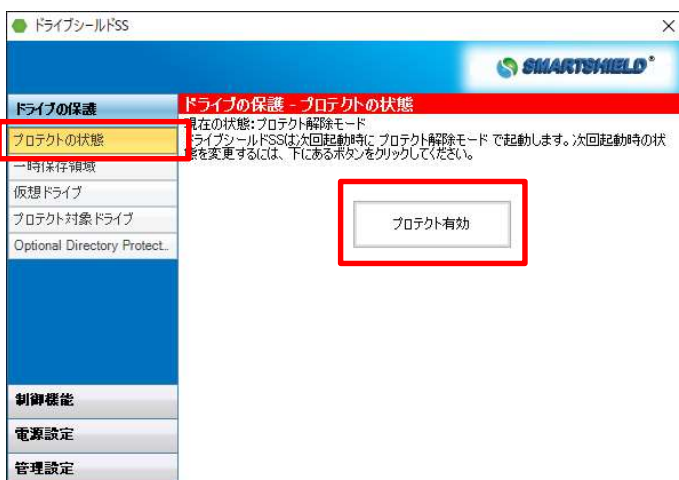 ドライブシールドSS
SMARTSHIELD®
ドライブの保護
プロテクトの状態
一時保存領域
仮想ドライブ
プロテクト対象ドライブ
Optional Directory Protect..
制御機能
電源設定
管理設定
ドライブの保護 - プロテクトの状態
現在の状態: プロテクト解除モード
ドライブシールドSSは次回起動時に プロテクト解除モード で起動します。次回起動時の状
態を変更するには、下にあるボタンをクリックしてください。
プロテクト有効